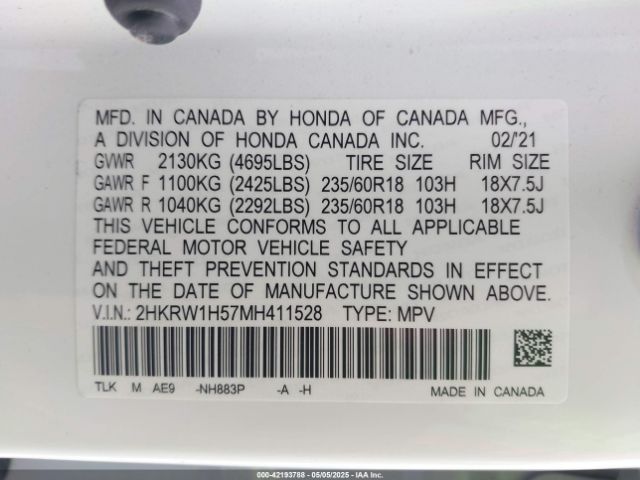 MFD. IN CANADA BY HONDA OF CANADA MFG.,
A DIVISION OF HONDA CANADA INC. 02/'21
GVWR 2130KG (4695LBS) TIRE SIZE RIM SIZE
GAWR F 1100KG (2425LBS) 235/60R18 103H 18X7.5J
GAWR R 1040KG (2292LBS) 235/60R18 103H 18X7.5J
THIS VEHICLE CONFORMS TO ALL APPLICABLE
FEDERAL MOTOR VEHICLE SAFETY
AND THEFT PREVENTION STANDARDS IN EFFECT
ON THE DATE OF MANUFACTURE SHOWN ABOVE.
V.I.N.: 2HKRW1H57MH411528 TYPE: MPV
TLK M AE9 -NH883P -A -H MADE IN CANADA
000-42193788 - 05/05/2025 - IAA Inc.